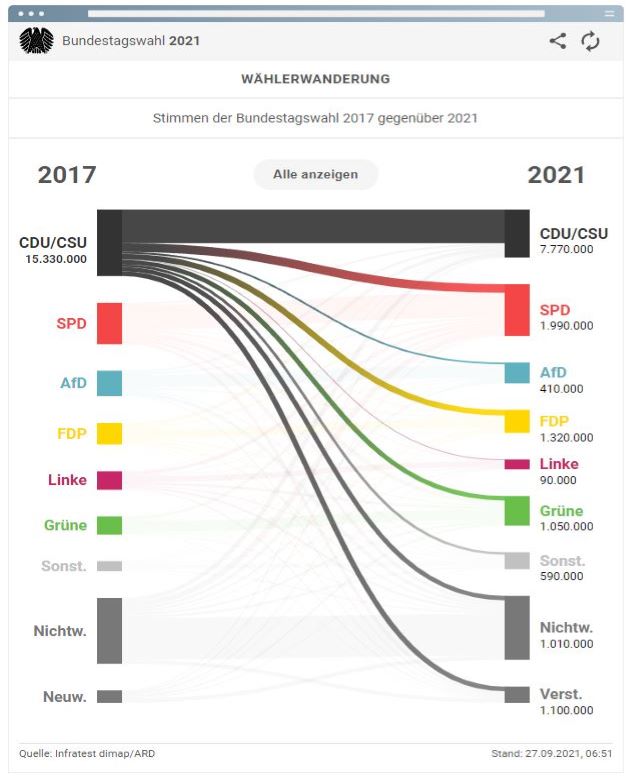 Bundestagswahl 2021
WÄHLERWANDERUNG
Stimmen der Bundestagswahl 2017 gegenüber 2021
2017
Alle anzeigen
2021
CDU/CSU
15.330.000
SPD
AfD
FDP
Linke
Grüne
Sonst.
Nichtw.
Neuw.
CDU/CSU
7.770.000
SPD
1.990.000
AfD
410.000
FDP
1.320.000
Linke
90.000
Grüne
1.050.000
Sonst.
590.000
Nichtw.
1.010.000
Verst.
1.100.000
Quelle: Infratest dimap/ARD
Stand: 27.09.2021, 06:51